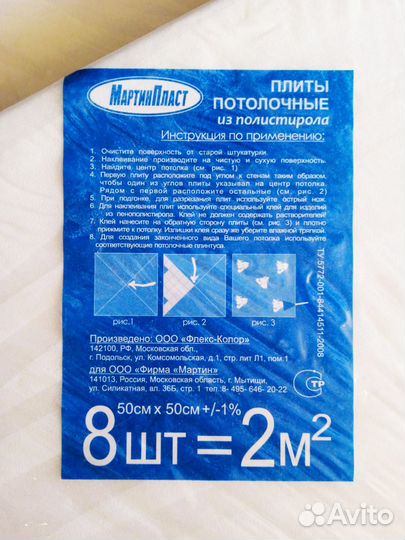 МАРТИНПЛАСТ
ПЛИТЫ
ПОТОЛОЧНЫЕ
из полистирола
Инструкция по применению:
1. Очистите поверхность от старой штукатурки.
2. Наклеивание производите на чистую и сухую поверхность.
3. Найдите центр потолка (см. рис. 1)
4. Первую плиту расположите под углом к стенам таким образом,
чтобы один из углов плиты указывал на центр потолка.
Рядом с первой расположите остальные (см. рис. 2)
5. При подгонке, для разрезания плит используйте острый нож.
6. Для наклеивания плит используйте специальный клей для изделий
из пенополистирола. Клей не должен содержать растворителей!
7. Клей нанесите на обратную сторону плиты (см. рис. 3) и плотно
прижмите к потолку. Излишки клея сразу же уберите влажной тряпкой.
8. Для создания законченного вида Вашего потолка используйте
соответствующие потолочные плинтуса.
рис.1 рис. 2 рис. 3
ТУ-5772-001-84414511-2008
Произведено: ООО «Флекс-Колор»
142100, РФ, Московская обл.,
г. Подольск, ул. Комсомольская, д.1, стр. лит Л1, пом.1
для ООО «Фирма «Мартин»
141013, Россия, Московская область, г. Мытищи,
ул. Силикатная, вл. 36Б, стр. 1 тел.: 8- 495- 646- 20-22
СТР
50см х 50см +/-1%
8 шт = 2м²
Avito